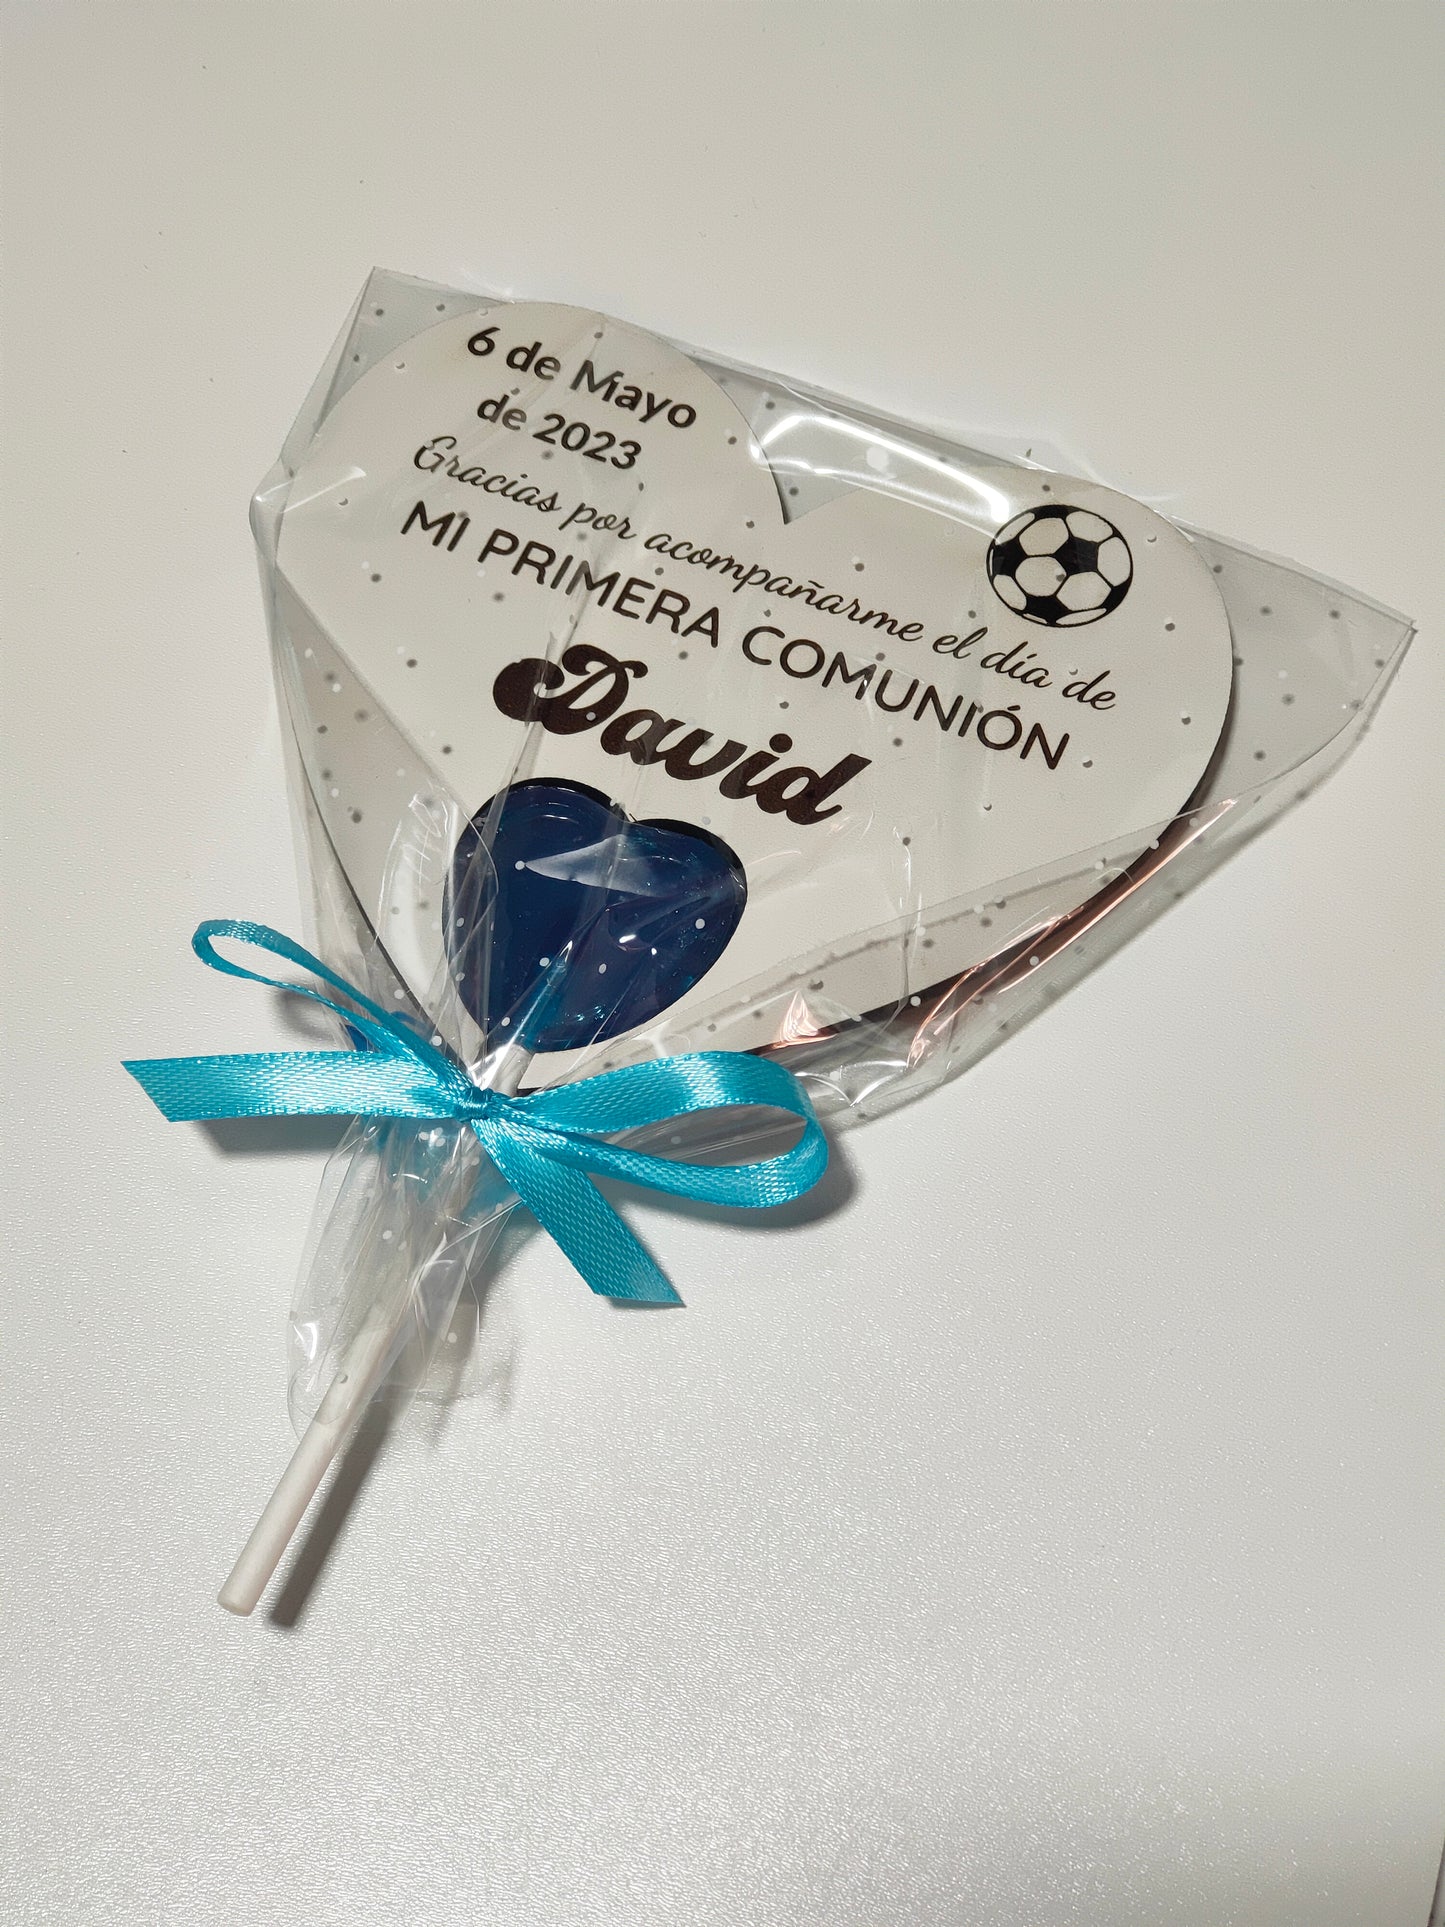 6 de Mayo
de 2023
Gracias por acompañarme el día de
MI PRIMERA COMUNIÓN
David